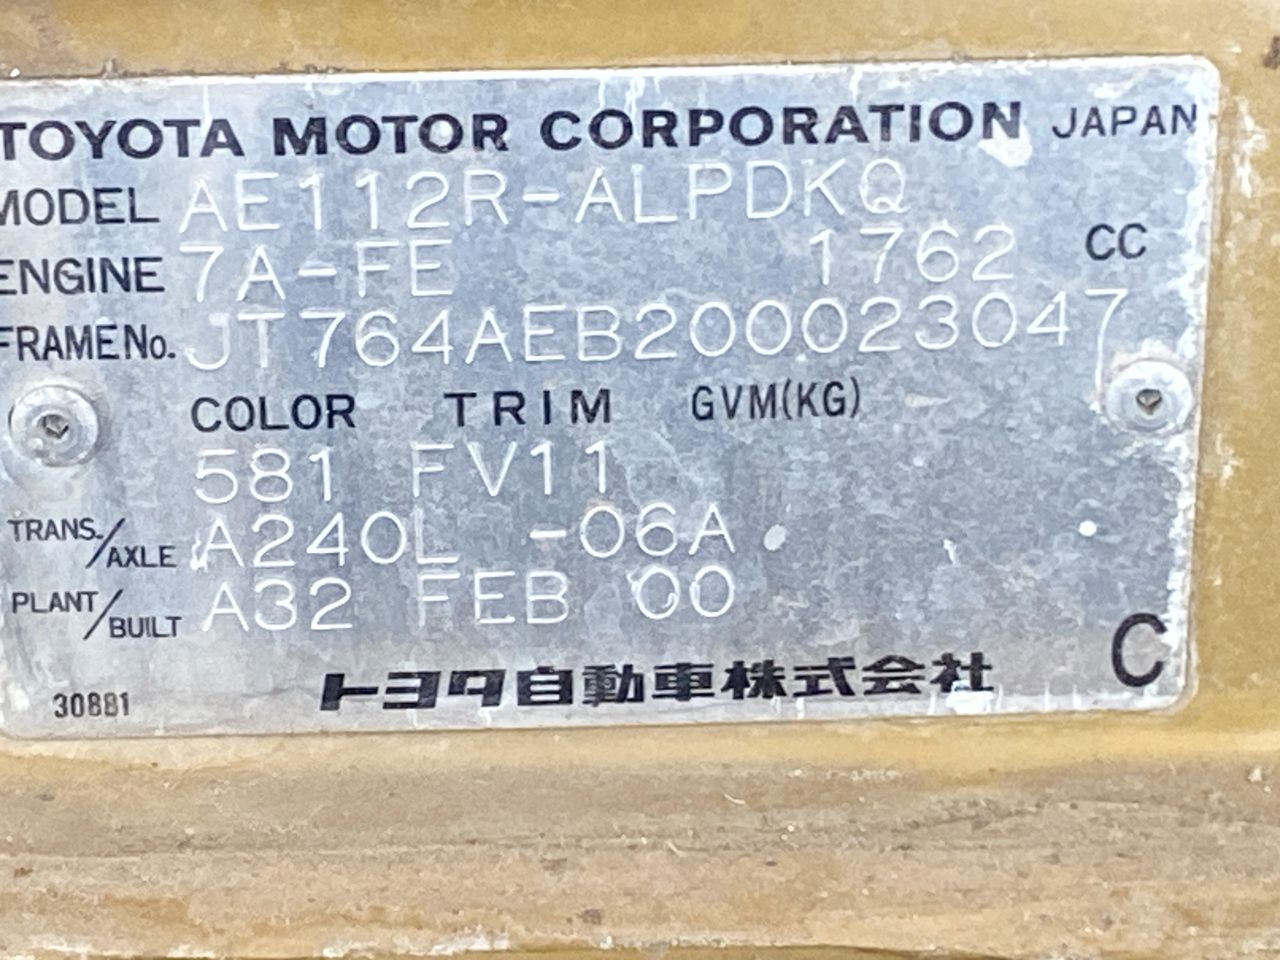 TOYOTA MOTOR CORPORATION JAPAN
MODEL AE112R-ALPDKQ
ENGINE 7A-FE 1762 CC
FRAME No. JT764AEB200023047
COLOR TRIM GVM(KG)
581 FV11
TRANS./AXLE A240L -06A
PLANT/BUILT A32 FEB 00
C
30881 トヨタ自動車株式会社